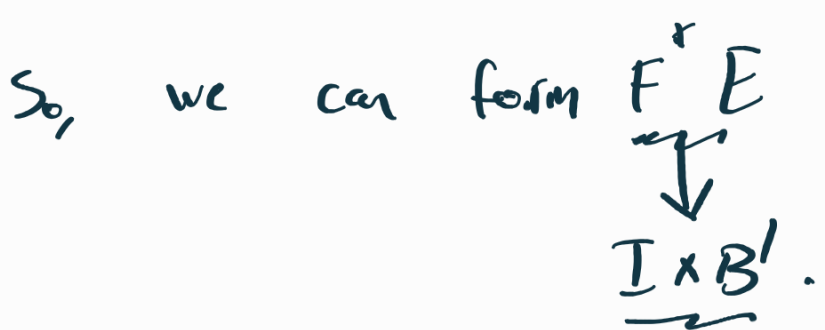 So, we can form F* E
↓
I × B' .